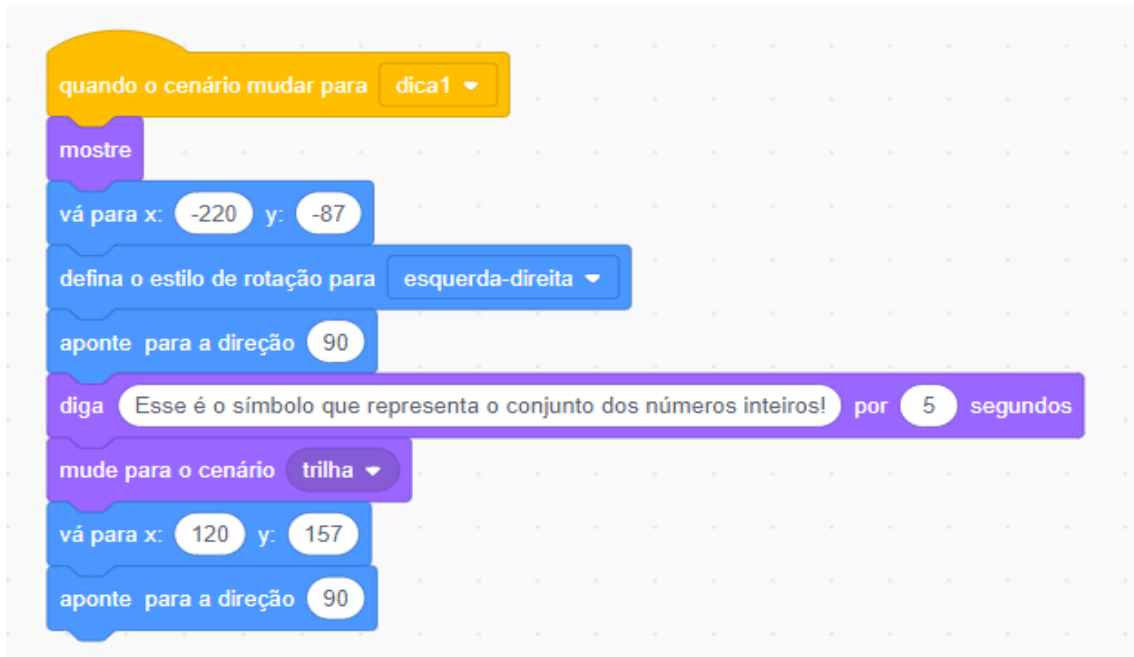 quando o cenário mudar para dica1
mostre
vá para x: -220 y: -87
defina o estilo de rotação para esquerda-direita
aponte para a direção 90
diga Esse é o símbolo que representa o conjunto dos números inteiros! por 5 segundos
mude para o cenário trilha
vá para x: 120 y: 157
aponte para a direção 90